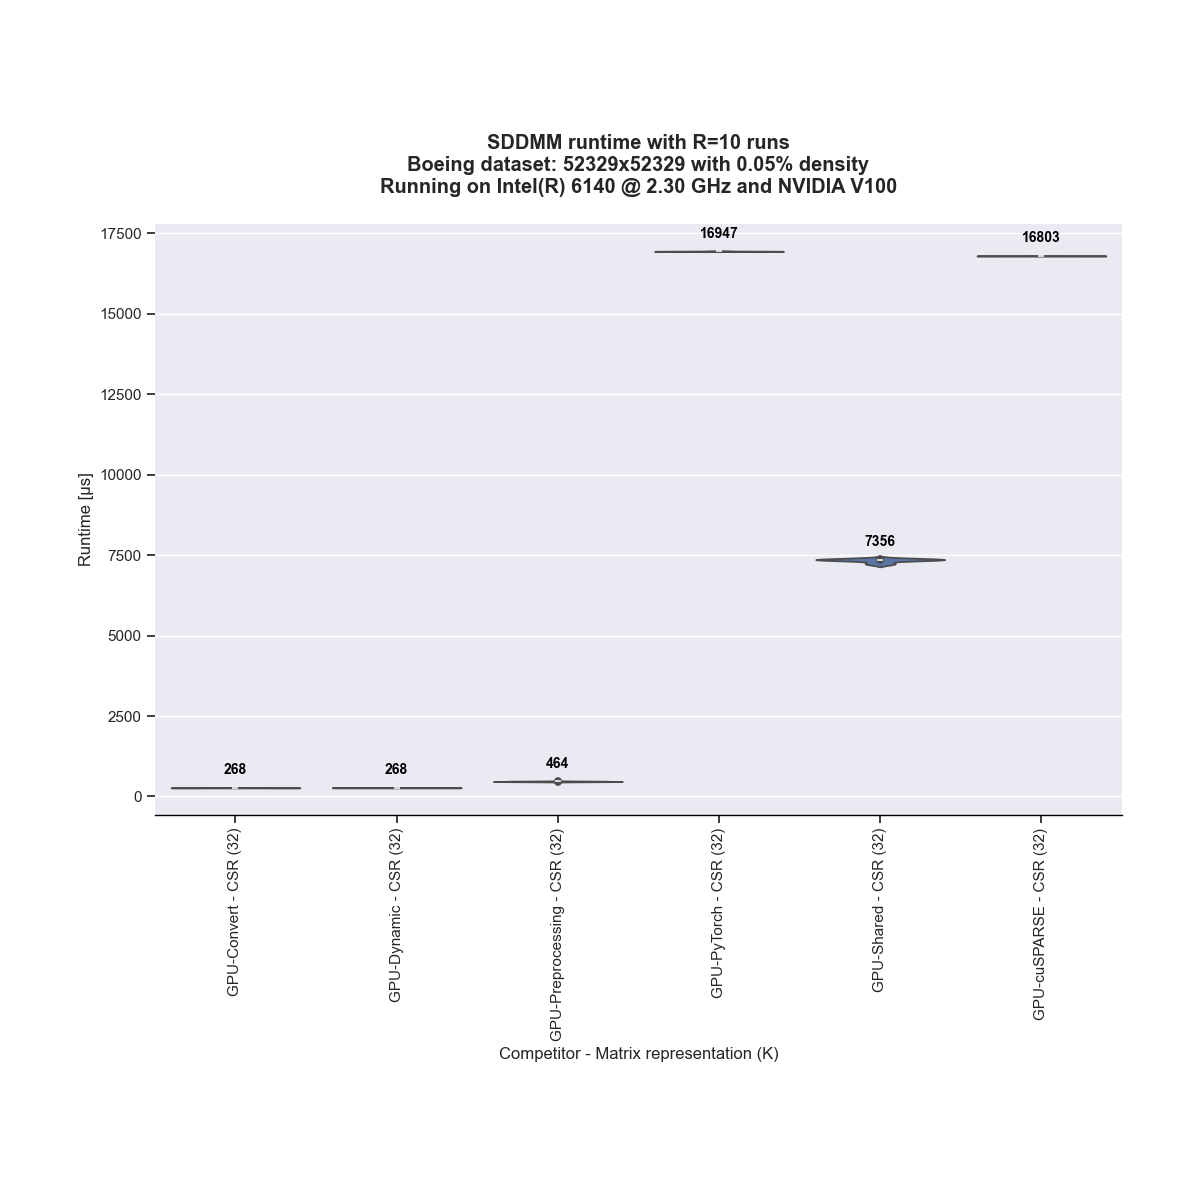 SDDMM runtime with R=10 runs
Boeing dataset: 52329x52329 with 0.05% density
Running on Intel(R) 6140 @ 2.30 GHz and NVIDIA V100
17500
15000
12500
10000
7500
5000
2500
0
Runtime [µs]
268
268
464
16947
7356
16803
GPU-Convert - CSR (32)
GPU-Dynamic - CSR (32)
GPU-Preprocessing - CSR (32)
GPU-PyTorch - CSR (32)
GPU-Shared - CSR (32)
GPU-cuSPARSE - CSR (32)
Competitor - Matrix representation (K)